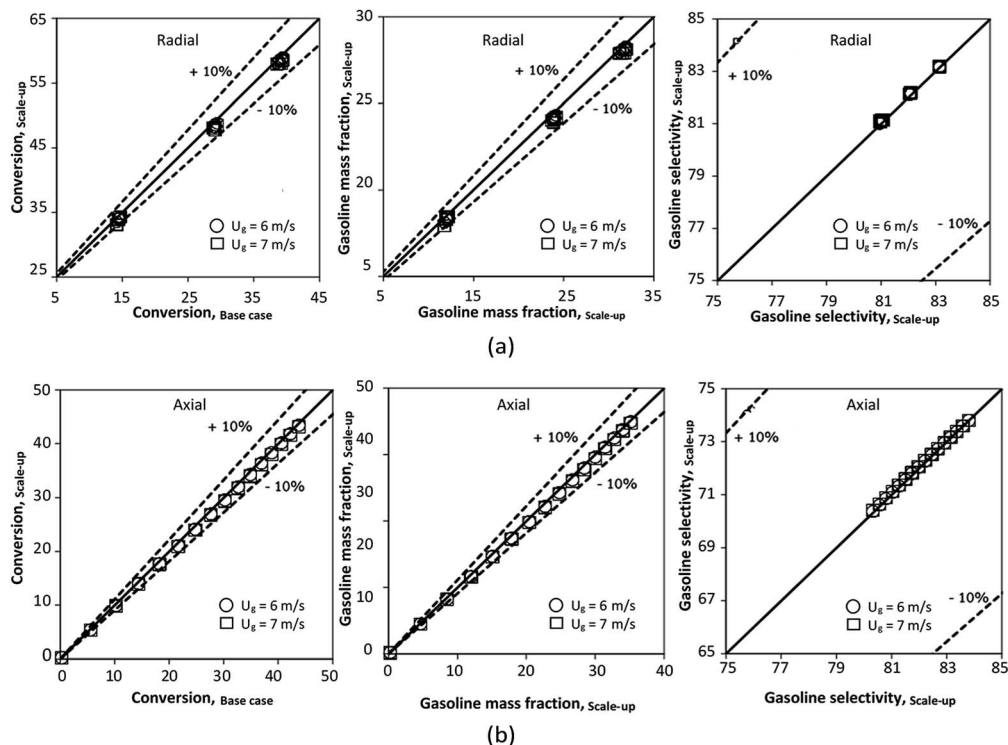 65
55
45
35
25
5
15
25
35
45
Radial
+ 10%
- 10%
Ug = 6 m/s
Ug = 7 m/s
Conversion, Scale-up
Conversion, Base case
30
26
20
5
5
15
25
35
Radial
+ 10%
- 10%
Ug = 6 m/s
Ug = 7 m/s
Gasoline mass fraction, Scale-up
Gasoline mass fraction, Scale-up
85
83
81
79
77
75
75
77
79
81
83
85
+ 10%
Radial
- 10%
Ug = 6 m/s
Ug = 7 m/s
Gasoline selectivity, Scale-up
Gasoline selectivity, Scale-up
(a)
50
40
30
20
10
0
0
10
20
30
40
50
Axial
+ 10%
- 10%
Ug = 6 m/s
Ug = 7 m/s
Conversion, Scale-up
Conversion, Base case
50
40
30
20
10
0
0
10
20
30
40
Axial
+ 10%
- 10%
Ug = 6 m/s
Ug = 7 m/s
Gasoline mass fraction, Scale-up
Gasoline mass fraction, Scale-up
75
73
71
69
67
65
75
77
79
81
83
85
+ 10%
Axial
- 10%
Ug = 6 m/s
Ug = 7 m/s
Gasoline selectivity, Scale-up
Gasoline selectivity, Scale-up
(b)